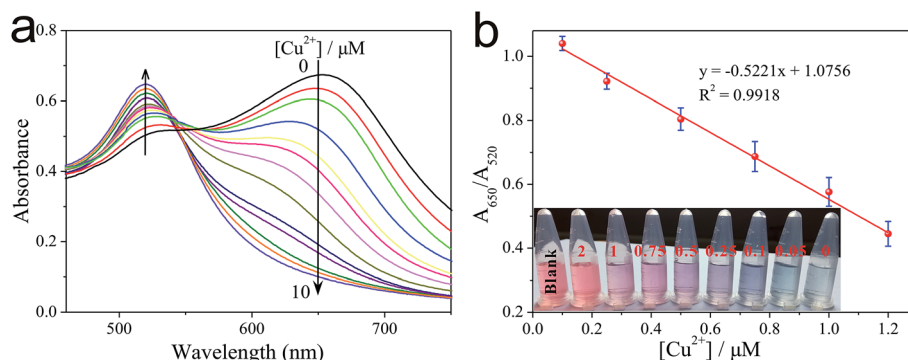 a
[Cu²⁺] / μM
0
10
Absorbance
0.8
0.6
0.4
0.2
0.0
500
600
700
Wavelength (nm)
b
y = -0.5221x + 1.0756
R² = 0.9918
A₆₅₀/A₅₂₀
1.0
0.8
0.6
0.4
0.2
Blank 2 1 0.75 0.5 0.25 0.1 0.05 0
0.0 0.2 0.4 0.6 0.8 1.0 1.2
[Cu²⁺] / μM